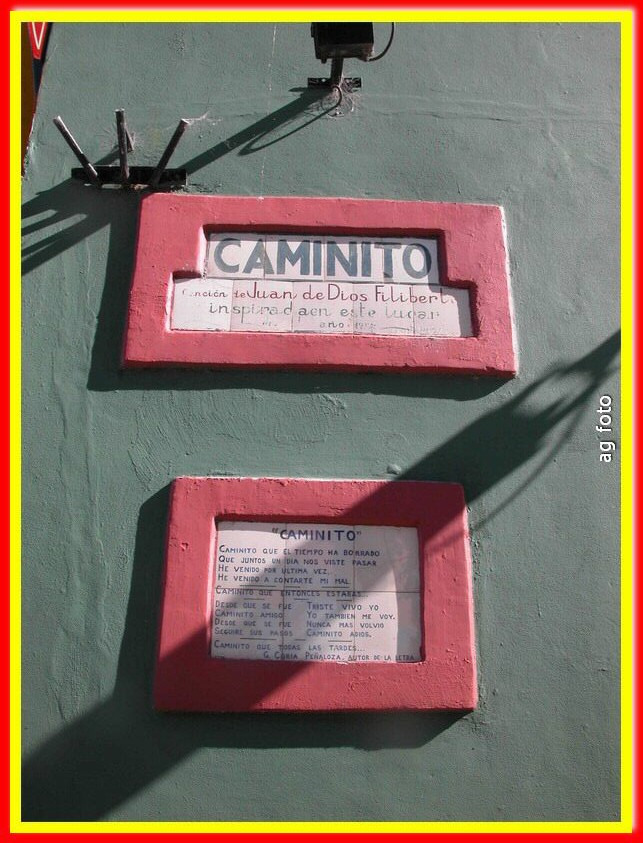 CAMINITO
Canción de Juan de Dios Filiberto
inspirada en este lugar
año
"CAMINITO"
CAMINITO QUE EL TIEMPO HA BORRADO
QUE JUNTOS UN DIA NOS VISTE PASAR
HE VENIDO POR ULTIMA VEZ..
HE VENIDO A CONTARTE MI MAL
CAMINITO QUE ENTONCES ESTABAS...
DESDE QUE SE FUE TRISTE VIVO YO
CAMINITO AMIGO YO TAMBIEN ME VOY.
DESDE QUE SE FUE NUNCA MAS VOLVIO
SEGUIRE SUS PASOS CAMINITO ADIOS.
CAMINITO QUE TODAS LAS TARDES..
G. CORIA PEÑALOZA. AUTOR DE LA LETRA
ag foto